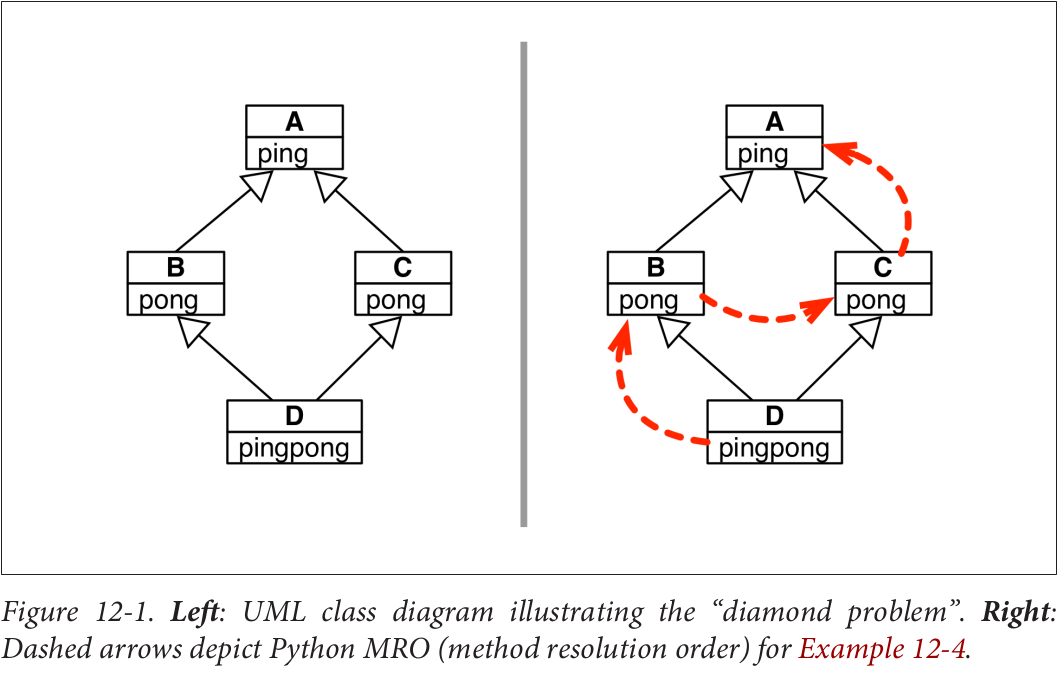 A
ping
B
pong
C
pong
D
pingpong
A
ping
B
pong
C
pong
D
pingpong
Figure 12-1. Left: UML class diagram illustrating the “diamond problem”. Right:
Dashed arrows depict Python MRO (method resolution order) for Example 12-4.